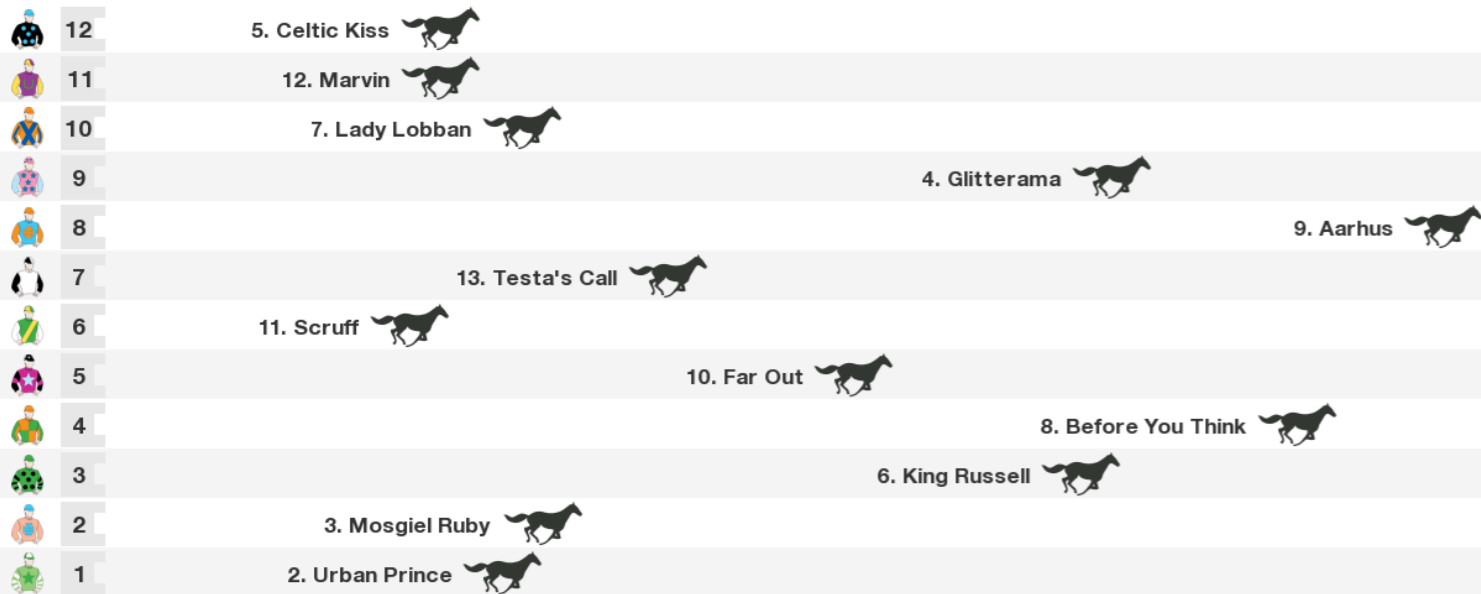 12 5. Celtic Kiss
11 12. Marvin
10 7. Lady Lobban
9 4. Glitterama
8 9. Aarhus
7 13. Testa's Call
6 11. Scruff
5 10. Far Out
4 8. Before You Think
3 6. King Russell
2 3. Mosgiel Ruby
1 2. Urban Prince